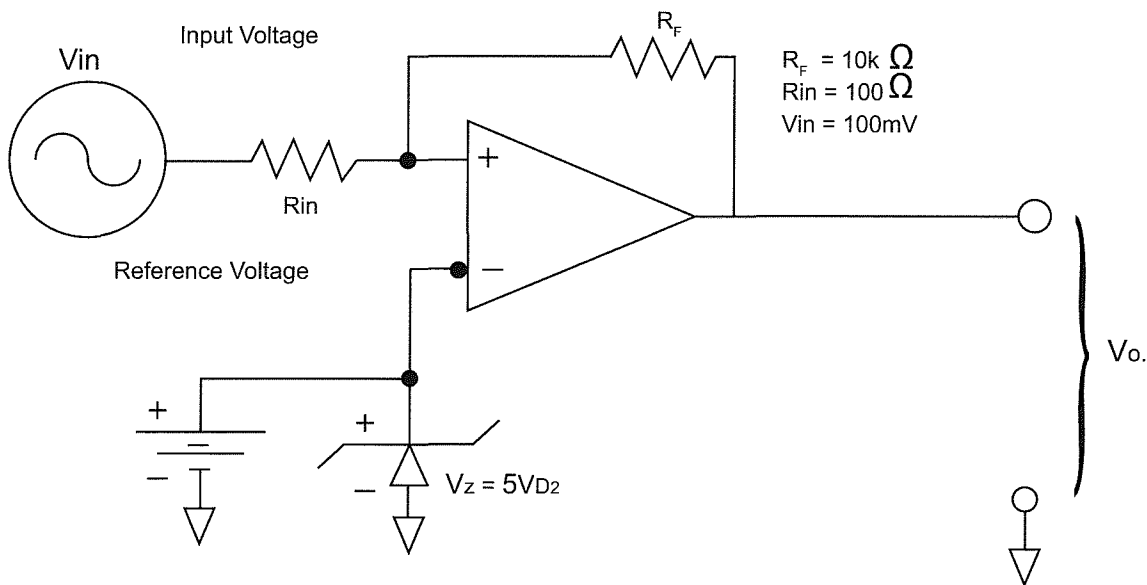 Input Voltage
R_F
Vin
R_F = 10k Ω
Rin = 100 Ω
Vin = 100mV
+
Rin
Reference Voltage
−
Vo.
+
+
−
−
−
Vz = 5VD2